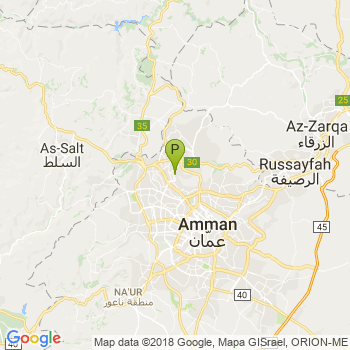 25
Az-Zarqa
الزرقاء
35
As-Salt
السلط
P
30
Russayfah
الرصيفة
Amman
عمان
45
NA'UR
منطقة ناعور
40
40
Google
Map data ©2018 Google, Mapa GISrael, ORION-ME